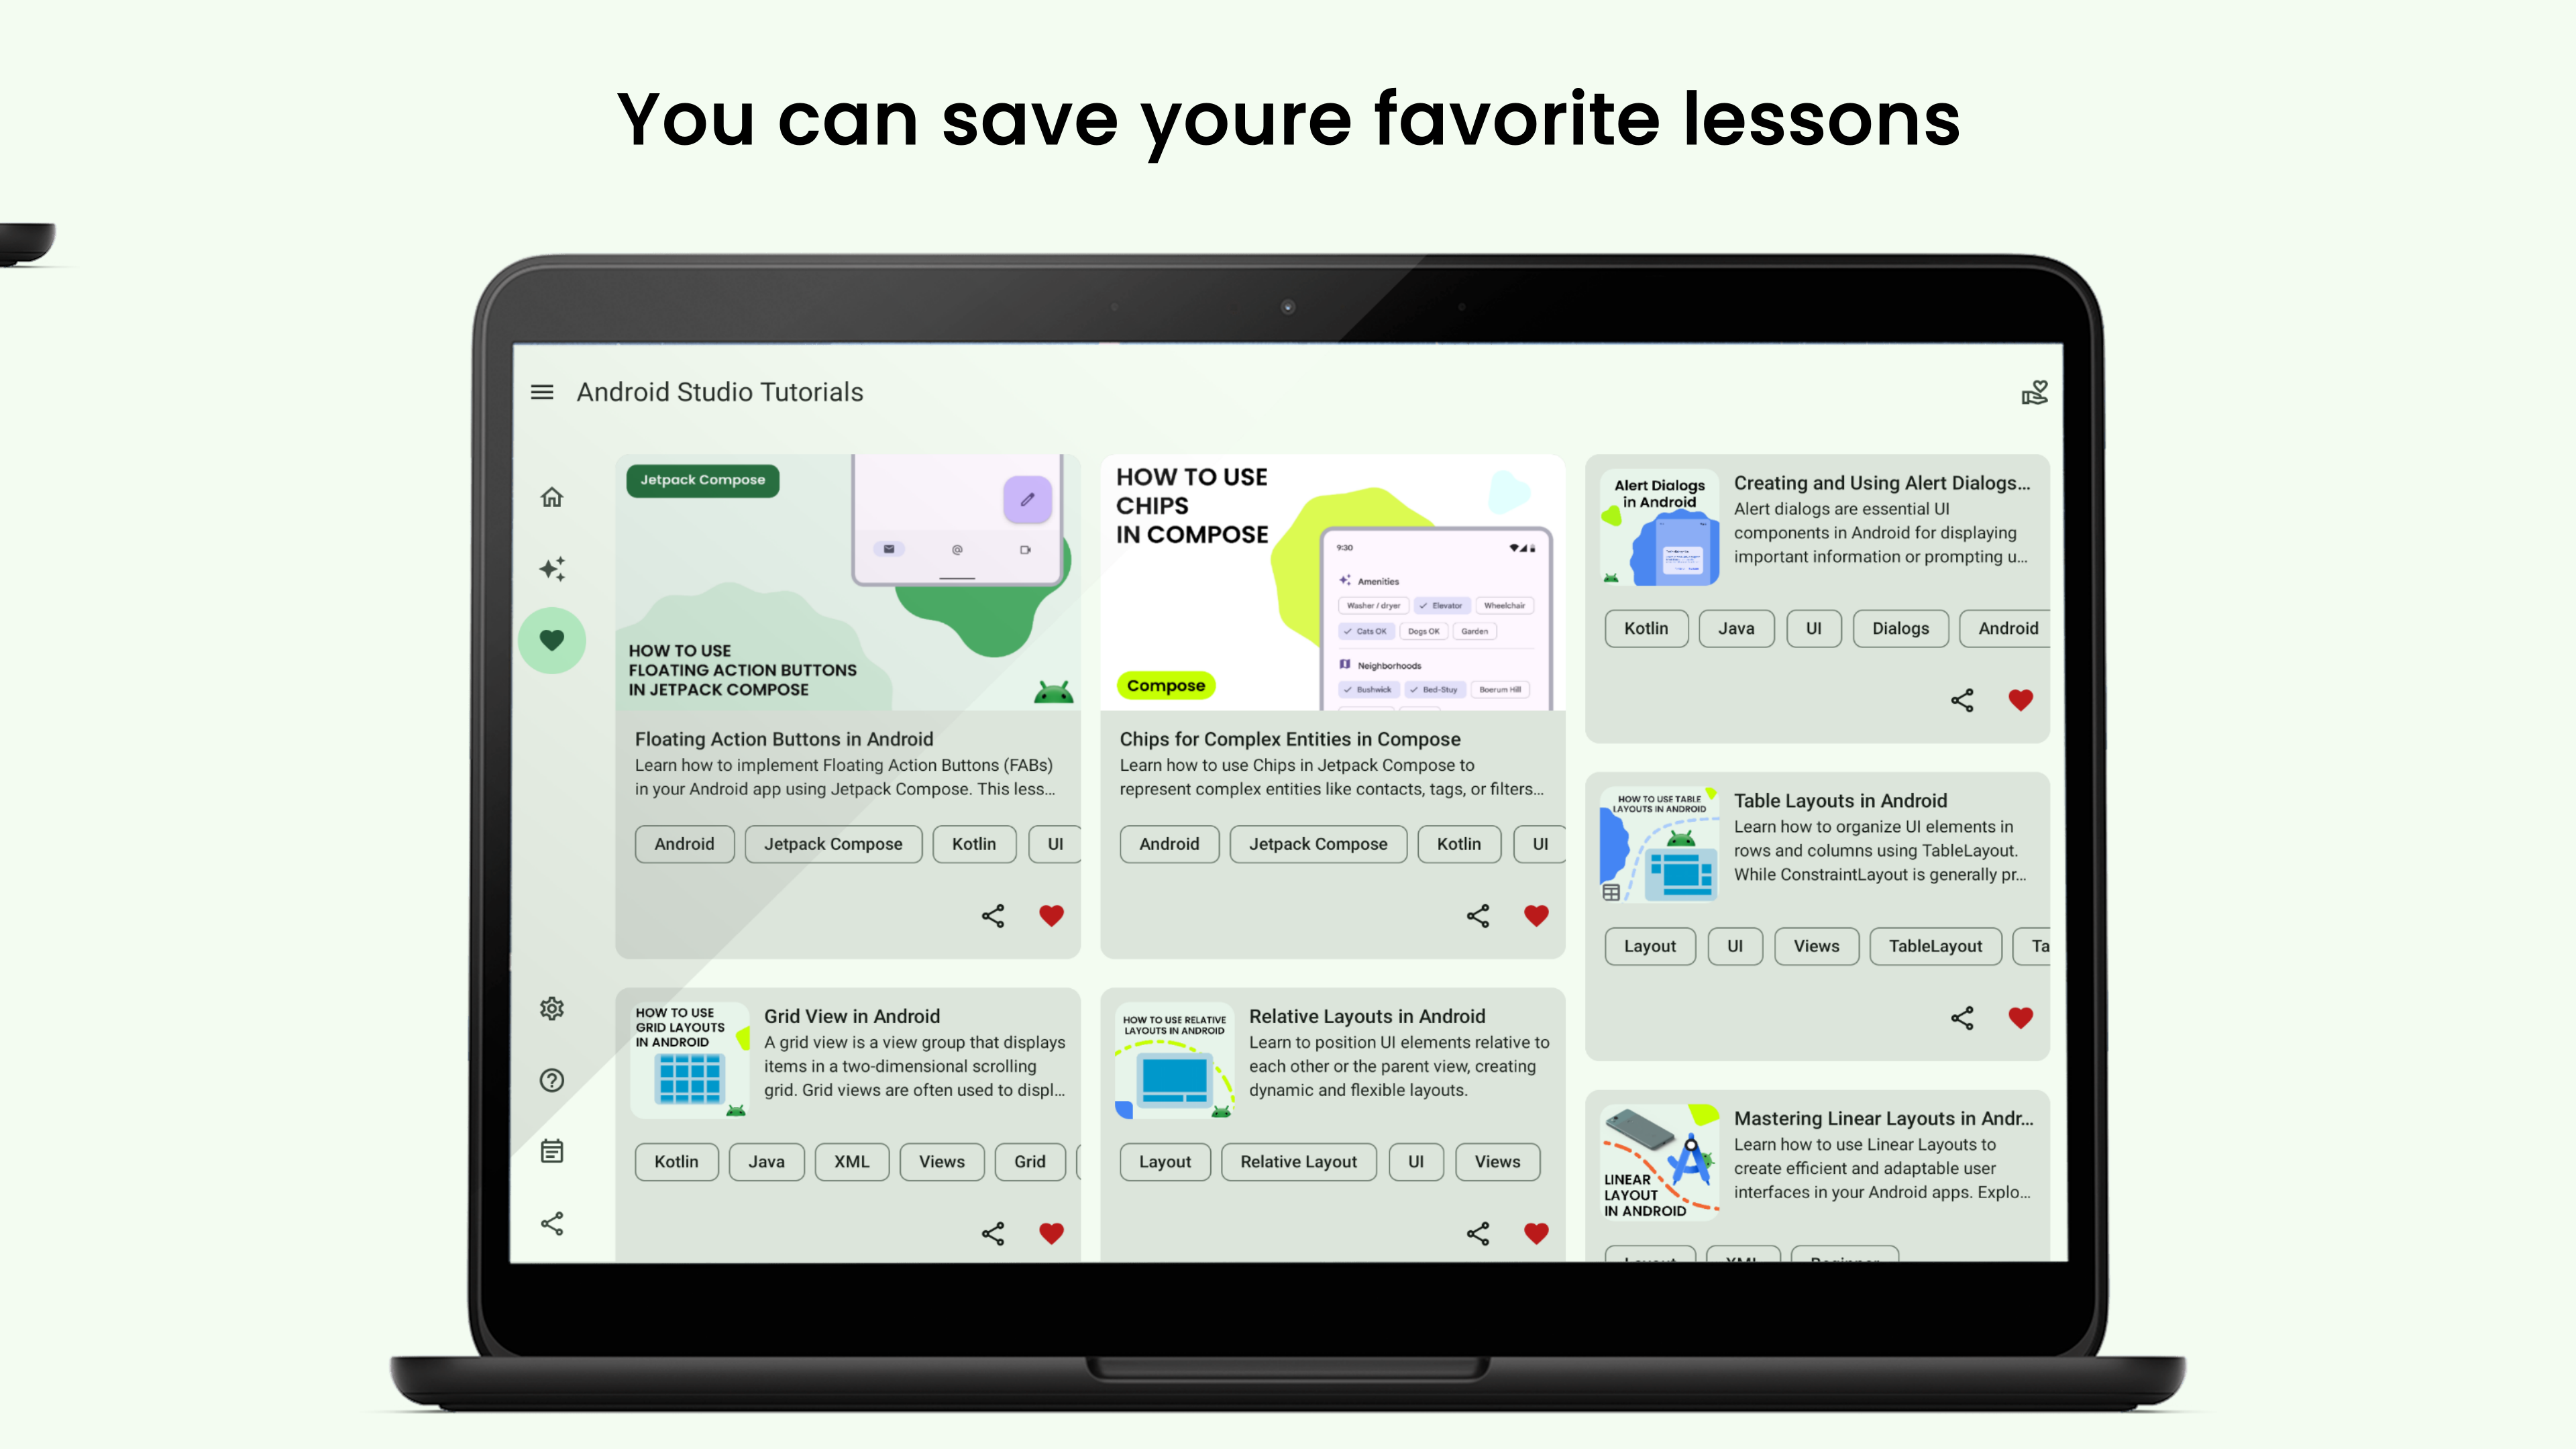 You can save youre favorite lessons
Android Studio Tutorials
Jetpack Compose
@
HOW TO USE
FLOATING ACTION BUTTONS
IN JETPACK COMPOSE
Floating Action Buttons in Android
Learn how to implement Floating Action Buttons (FABs)
in your Android app using Jetpack Compose. This less...
Android
Jetpack Compose
Kotlin
UI
HOW TO USE
CHIPS
IN COMPOSE
Compose
9:30
Amenities
Washer / dryer
Elevator
Wheelchair
Cats OK
Dogs OK
Garden
Neighborhoods
Bushwick
Bed-Stuy
Boerum Hill
Chips for Complex Entities in Compose
Learn how to use Chips in Jetpack Compose to
represent complex entities like contacts, tags, or filters...
Android
Jetpack Compose
Kotlin
UI
Alert Dialogs
in Android
Creating and Using Alert Dialogs...
Alert dialogs are essential UI
components in Android for displaying
important information or prompting u...
Kotlin
Java
UI
Dialogs
Android
HOW TO USE TABLE
LAYOUTS IN ANDROID
Table Layouts in Android
Learn how to organize UI elements in
rows and columns using TableLayout.
While ConstraintLayout is generally pr...
Layout
UI
Views
TableLayout
Ta
HOW TO USE
GRID LAYOUTS
IN ANDROID
Grid View in Android
A grid view is a view group that displays
items in a two-dimensional scrolling
grid. Grid views are often used to displ...
Kotlin
Java
XML
Views
Grid
HOW TO USE RELATIVE
LAYOUTS IN ANDROID
Relative Layouts in Android
Learn to position UI elements relative to
each other or the parent view, creating
dynamic and flexible layouts.
Layout
Relative Layout
UI
Views
LINEAR
LAYOUT
IN ANDROID
Mastering Linear Layouts in Andr...
Learn how to use Linear Layouts to
create efficient and adaptable user
interfaces in your Android apps. Explo...
Layout
XML
Beginner